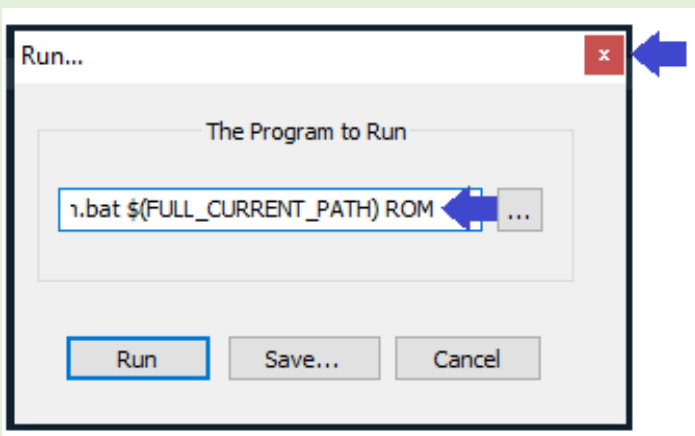 Run...
x
The Program to Run
.bat $(FULL_CURRENT_PATH) ROM
...
Run
Save...
Cancel